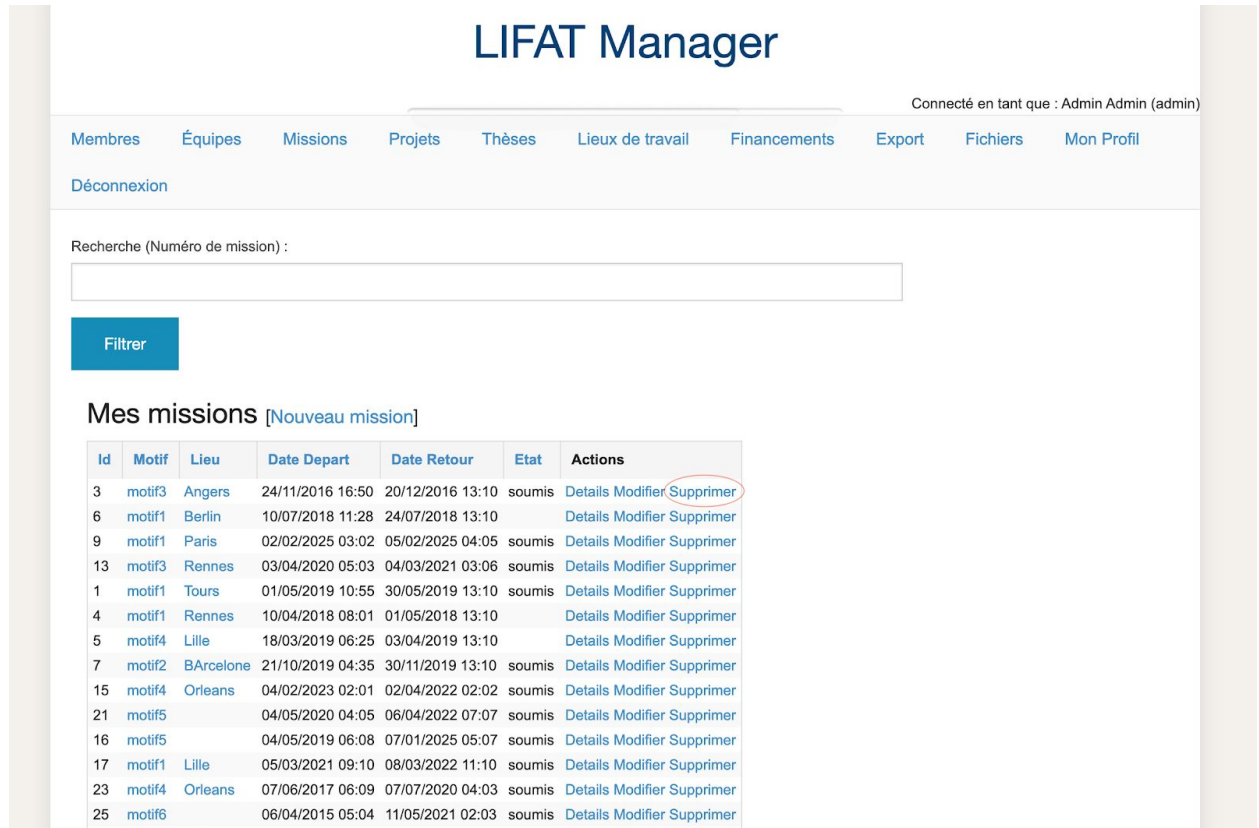 LIFAT Manager
Connecté en tant que : Admin Admin (admin)
Membres Équipes Missions Projets Thèses Lieux de travail Financements Export Fichiers Mon Profil
Déconnexion
Recherche (Numéro de mission) :
Filtrer
Mes missions [Nouveau mission]
Id Motif Lieu Date Depart Date Retour Etat Actions
3 motif3 Angers 24/11/2016 16:50 20/12/2016 13:10 soumis Details Modifier Supprimer
6 motif1 Berlin 10/07/2018 11:28 24/07/2018 13:10 Details Modifier Supprimer
9 motif1 Paris 02/02/2025 03:02 05/02/2025 04:05 soumis Details Modifier Supprimer
13 motif3 Rennes 03/04/2020 05:03 04/03/2021 03:06 soumis Details Modifier Supprimer
1 motif1 Tours 01/05/2019 10:55 30/05/2019 13:10 soumis Details Modifier Supprimer
4 motif1 Rennes 10/04/2018 08:01 01/05/2018 13:10 Details Modifier Supprimer
5 motif4 Lille 18/03/2019 06:25 03/04/2019 13:10 Details Modifier Supprimer
7 motif2 BArcelone 21/10/2019 04:35 30/11/2019 13:10 soumis Details Modifier Supprimer
15 motif4 Orleans 04/02/2023 02:01 02/04/2022 02:02 soumis Details Modifier Supprimer
21 motif5 04/05/2020 04:05 06/04/2022 07:07 soumis Details Modifier Supprimer
16 motif5 04/05/2019 06:08 07/01/2025 05:07 soumis Details Modifier Supprimer
17 motif1 Lille 05/03/2021 09:10 08/03/2022 11:10 soumis Details Modifier Supprimer
23 motif4 Orleans 07/06/2017 06:09 07/07/2020 04:03 soumis Details Modifier Supprimer
25 motif6 06/04/2015 05:04 11/05/2021 02:03 soumis Details Modifier Supprimer